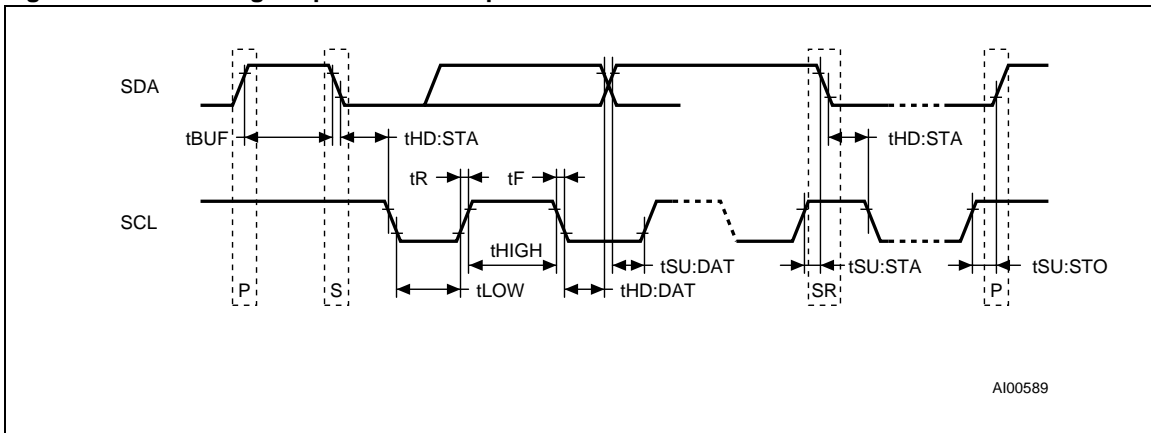 SDA
tBUF
tHD:STA
tHD:STA
tR
tF
SCL
tHIGH
tSU:DAT
tSU:STA
tSU:STO
P
S
tLOW
tHD:DAT
SR
P
AI00589